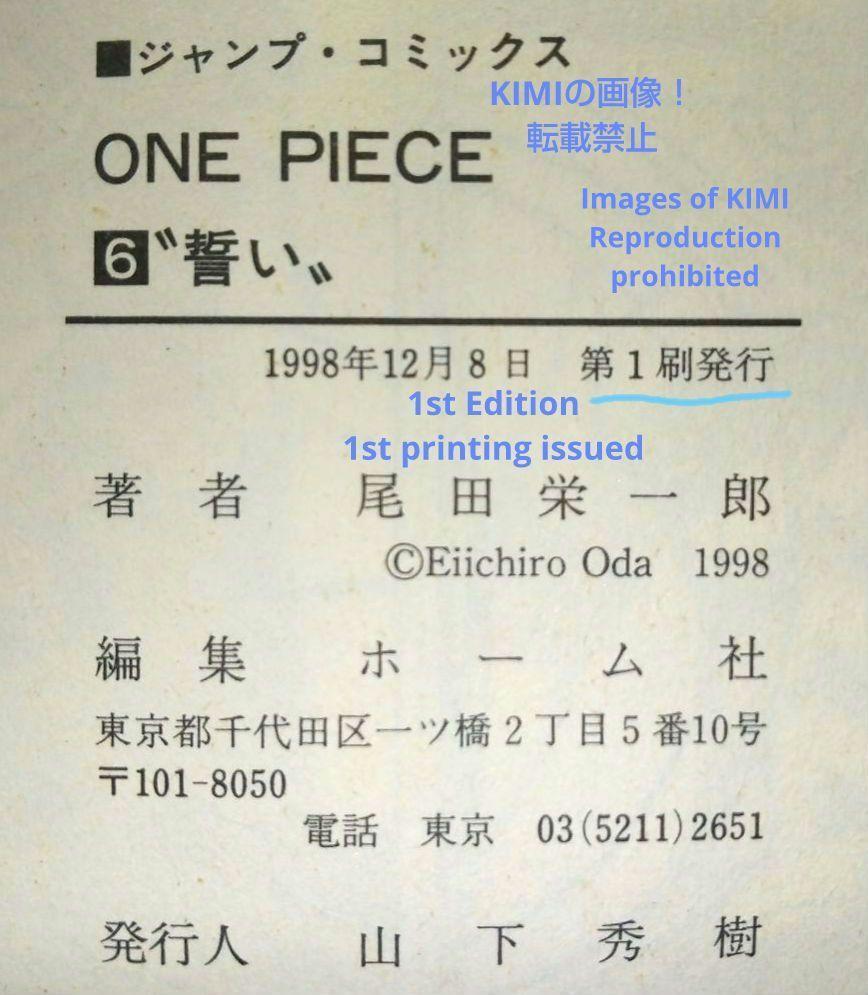 ■ジャンプ・コミックス
KIMIの画像！
転載禁止
ONE PIECE
Images of KIMI
Reproduction
prohibited
6〝誓い〟
1998年12月8日 第1刷発行
1st Edition
1st printing issued
著者 尾田栄一郎
©Eiichiro Oda 1998
編集 ホーム社
東京都千代田区一ツ橋2丁目5番10号
〒101-8050
電話 東京 03(5211)2651
発行人 山下秀樹